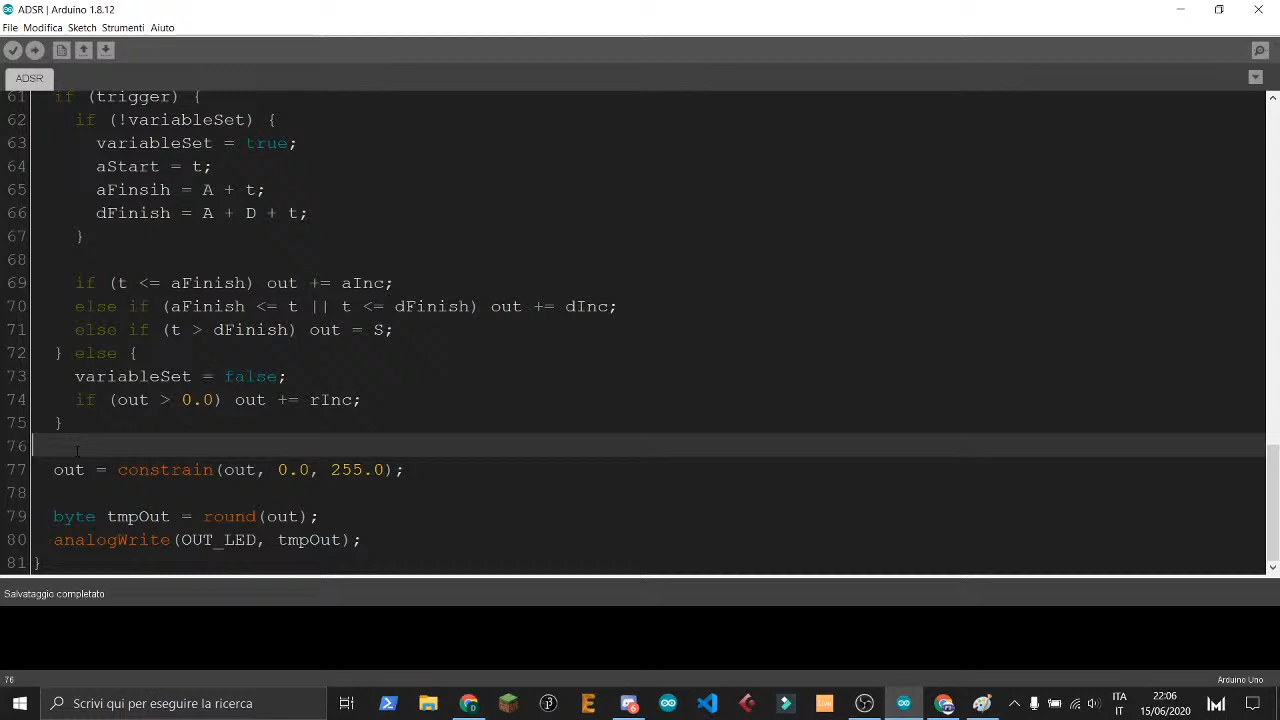 ADSR | Arduino 1.8.12
File Modifica Sketch Strumenti Aiuto
ADSR
61 if (trigger) {
62 if (!variableSet) {
63 variableSet = true;
64 aStart = t;
65 aFinsih = A + t;
66 dFinish = A + D + t;
67 }
68
69 if (t <= aFinish) out += aInc;
70 else if (aFinish <= t || t <= dFinish) out += dInc;
71 else if (t > dFinish) out = S;
72 } else {
73 variableSet = false;
74 if (out > 0.0) out += rInc;
75 }
76
77 out = constrain(out, 0.0, 255.0);
78
79 byte tmpOut = round(out);
80 analogWrite(OUT_LED, tmpOut);
81 }
Salvataggio completato
76 Arduino Uno
Scrivi qui per eseguire la ricerca
live
6
ITA
IT
22:06
15/06/2020